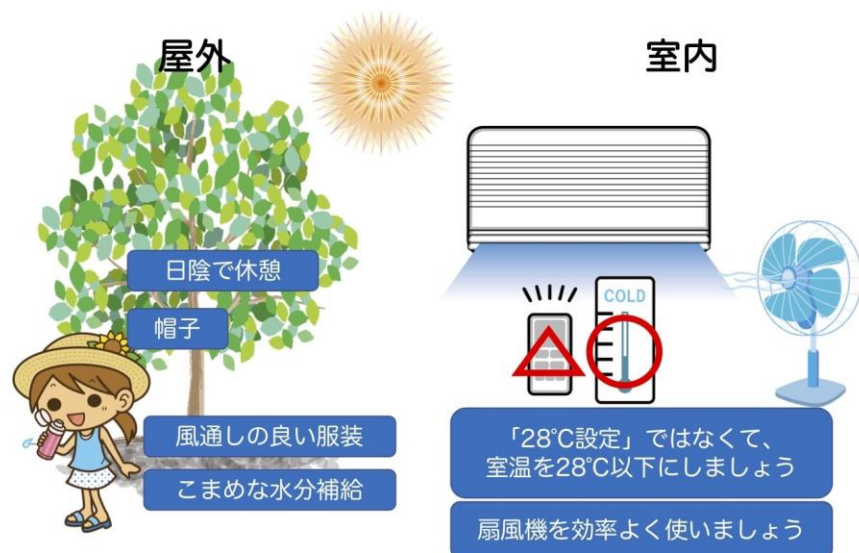 屋外
日陰で休憩
帽子
風通しの良い服装
こまめな水分補給
室内
COLD
「28℃設定」ではなくて、
室温を28℃以下にしましょう
扇風機を効率よく使いましょう